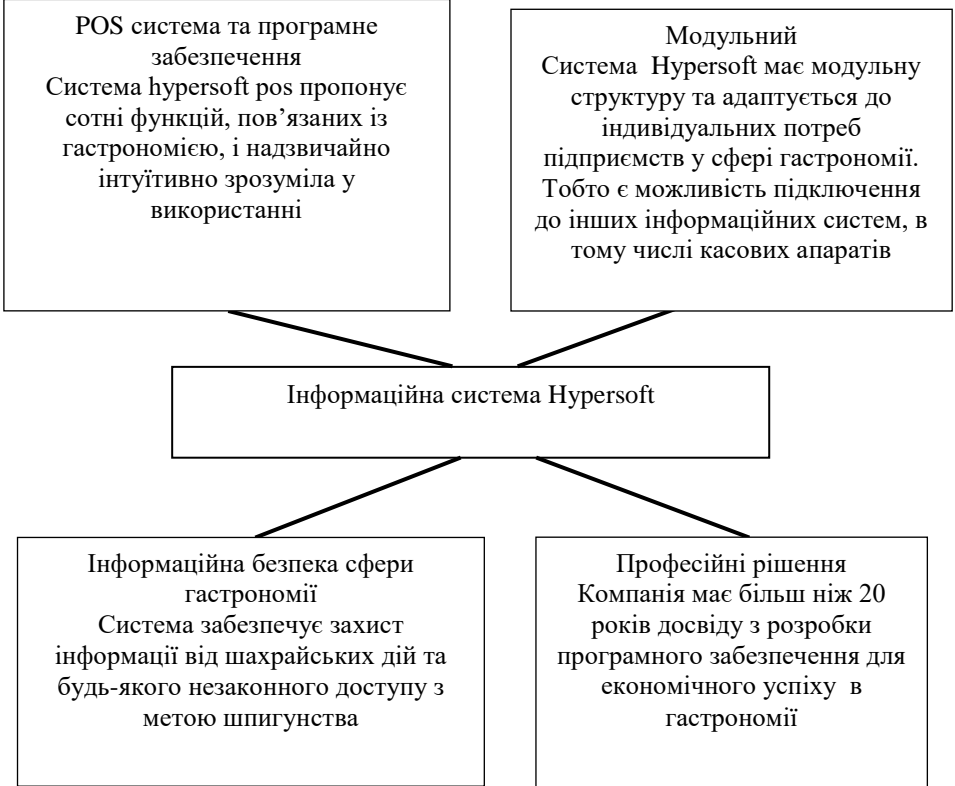 POS система та програмне
забезпечення
Система hypersoft pos пропонує
сотні функцій, пов’язаних із
гастрономією, і надзвичайно
інтуїтивно зрозуміла у
використанні
Модульний
Система Hypersoft має модульну
структуру та адаптується до
індивідуальних потреб
підприємств у сфері гастрономії.
Тобто є можливість підключення
до інших інформаційних систем, в
тому числі касових апаратів
Інформаційна система Hypersoft
Інформаційна безпека сфери
гастрономії
Система забезпечує захист
інформації від шахрайських дій та
будь-якого незаконного доступу з
метою шпигунства
Професійні рішення
Компанія має більш ніж 20
років досвіду з розробки
програмного забезпечення для
економічного успіху в
гастрономії